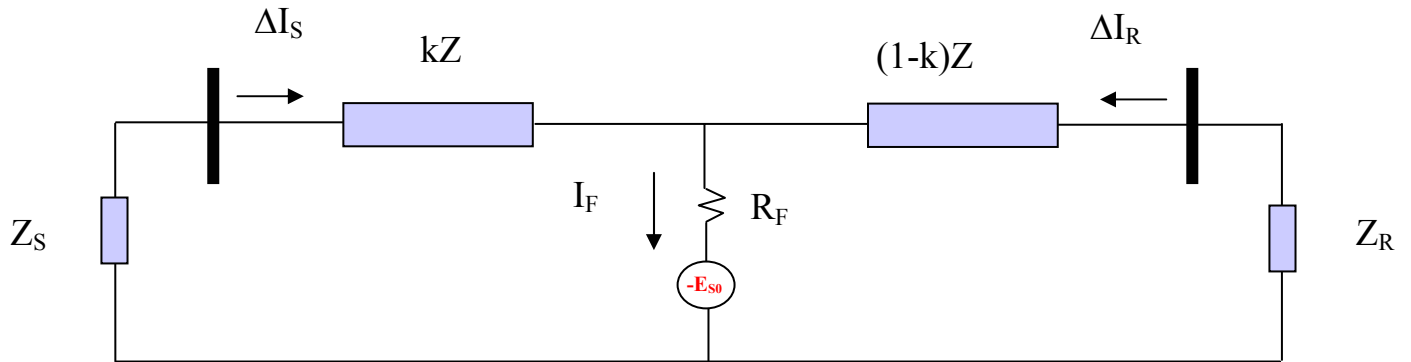 ΔI_S
kZ
(1-k)Z
ΔI_R
Z_S
I_F
R_F
-E_S0
Z_R